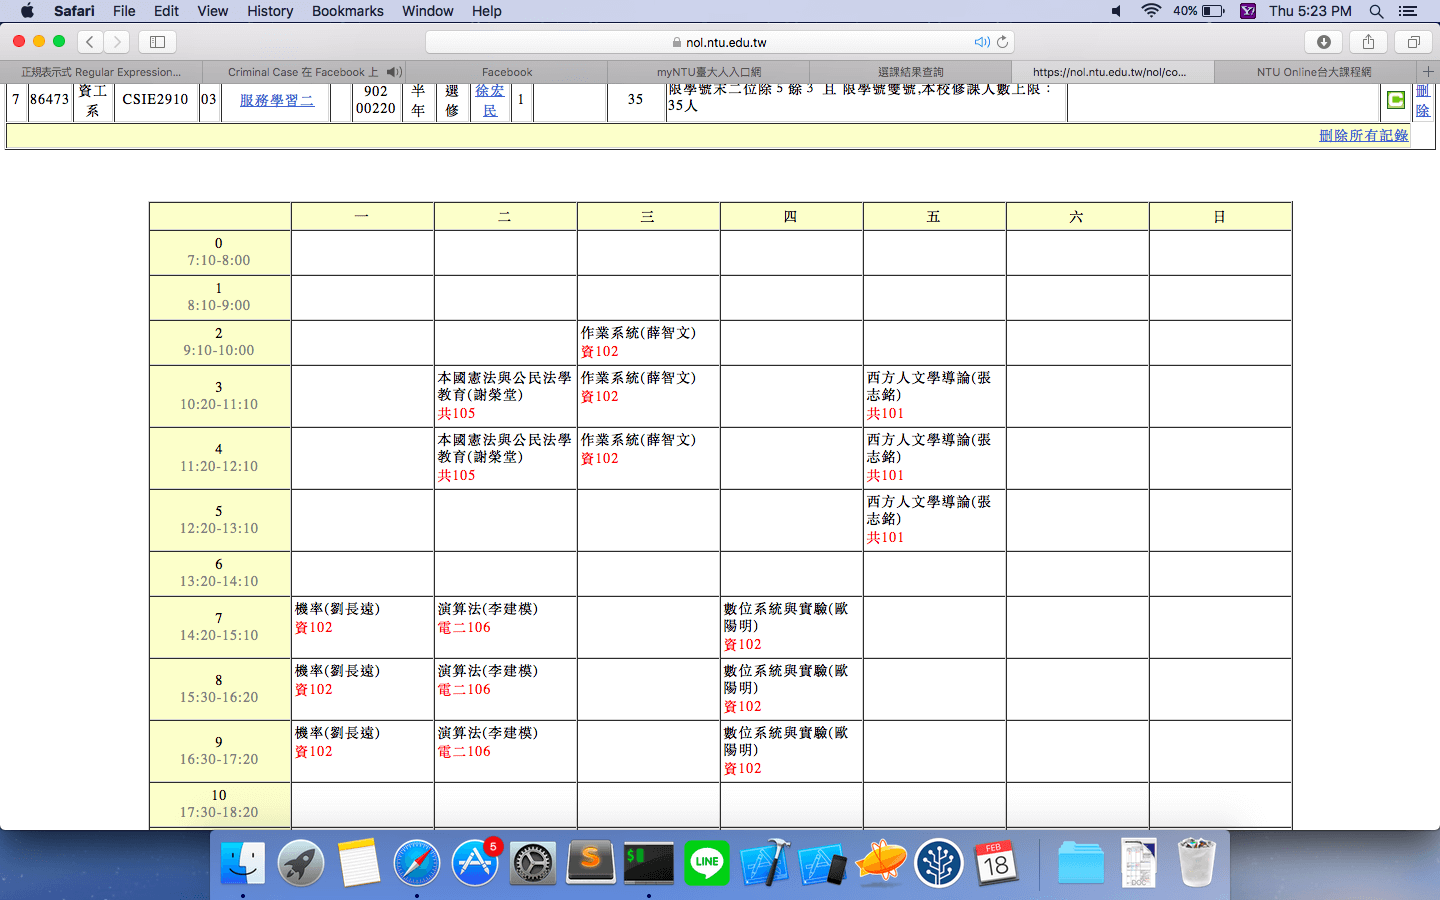 Safari File Edit View History Bookmarks Window Help 40% Thu 5:23 PM
nol.ntu.edu.tw
正規表示式 Regular Expression... Criminal Case 在 Facebook 上 Facebook myNTU臺大人入口網 選課結果查詢 https://nol.ntu.edu.tw/nol/co... NTU Online台大課程網
7 86473 資工系 CSIE2910 03 服務學習二 902 00220 半年 選修 徐宏民 1 35 限學號末二位除 5 餘 3 且 限學號雙號,本校修課人數上限：35人 刪除
刪除所有記錄
一 二 三 四 五 六 日
0
7:10-8:00
1
8:10-9:00
2
9:10-10:00
作業系統(薛智文)
資102
3
10:20-11:10
本國憲法與公民法學
教育(謝榮堂)
共105
作業系統(薛智文)
資102
西方人文學導論(張
志銘)
共101
4
11:20-12:10
本國憲法與公民法學
教育(謝榮堂)
共105
作業系統(薛智文)
資102
西方人文學導論(張
志銘)
共101
5
12:20-13:10
西方人文學導論(張
志銘)
共101
6
13:20-14:10
7
14:20-15:10
機率(劉長遠)
資102
演算法(李建模)
電二106
數位系統與實驗(歐
陽明)
資102
8
15:30-16:20
機率(劉長遠)
資102
演算法(李建模)
電二106
數位系統與實驗(歐
陽明)
資102
9
16:30-17:20
機率(劉長遠)
資102
演算法(李建模)
電二106
數位系統與實驗(歐
陽明)
資102
10
17:30-18:20
5
LINE
FEB
18
DOC